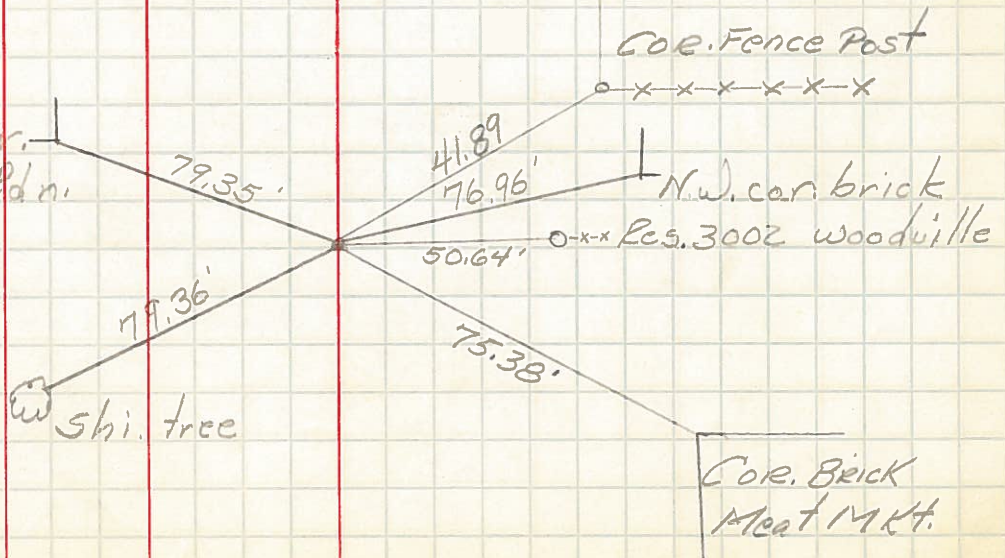 Cor. Fence Post
41.89
79.35'
76.96'
N.W. cor. brick
Res. 3002 Woodville
50.64'
79.36'
75.38'
Shi. tree
Cor. Brick
Meat Mkt.